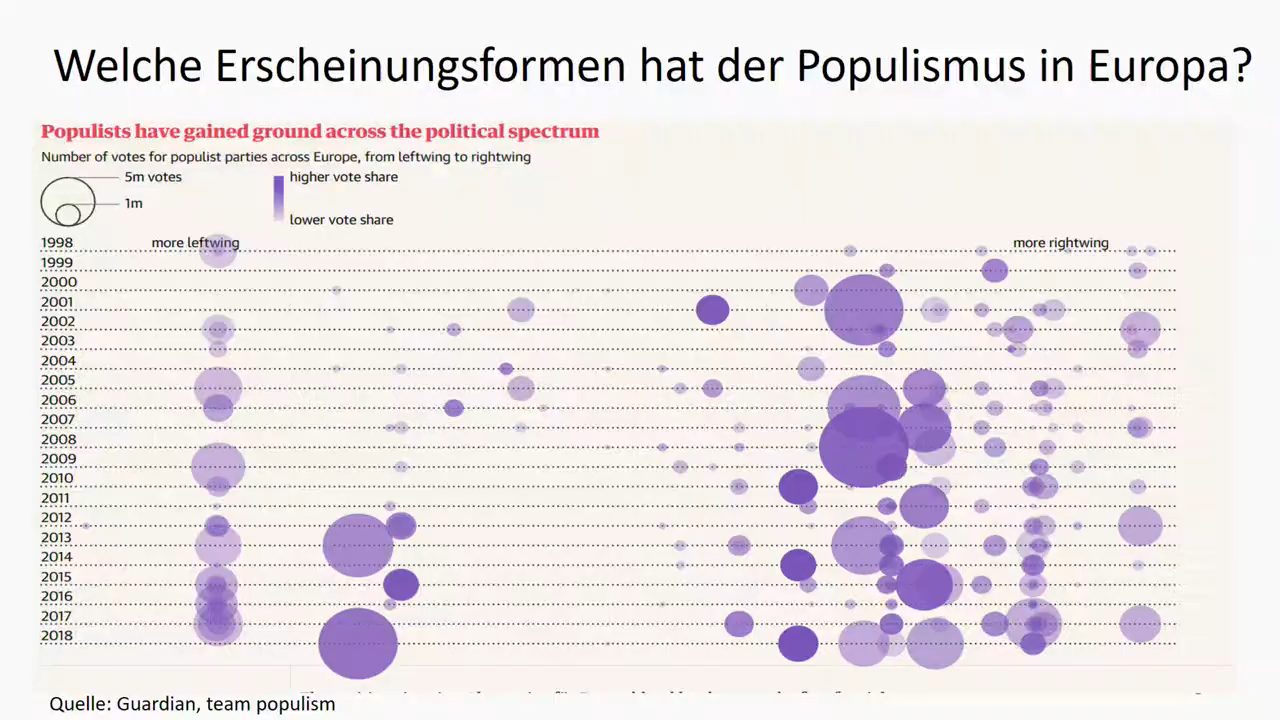 Welche Erscheinungsformen hat der Populismus in Europa?
Populists have gained ground across the political spectrum
Number of votes for populist parties across Europe, from leftwing to rightwing
5m votes
1m
higher vote share
lower vote share
1998
more leftwing
more rightwing
1999
2000
2001
2002
2003
2004
2005
2006
2007
2008
2009
2010
2011
2012
2013
2014
2015
2016
2017
2018
Quelle: Guardian, team populism